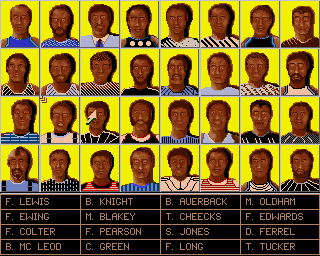 F. LEWIS B. KNIGHT B. AUERBACK M. OLDHAM
F. EWING M. BLAKEY T. CHEECKS F. EDWARDS
F. COLTER F. PEARSON S. JONES D. FERREL
B. MC LEOD C. GREEN F. LONG T. TUCKER